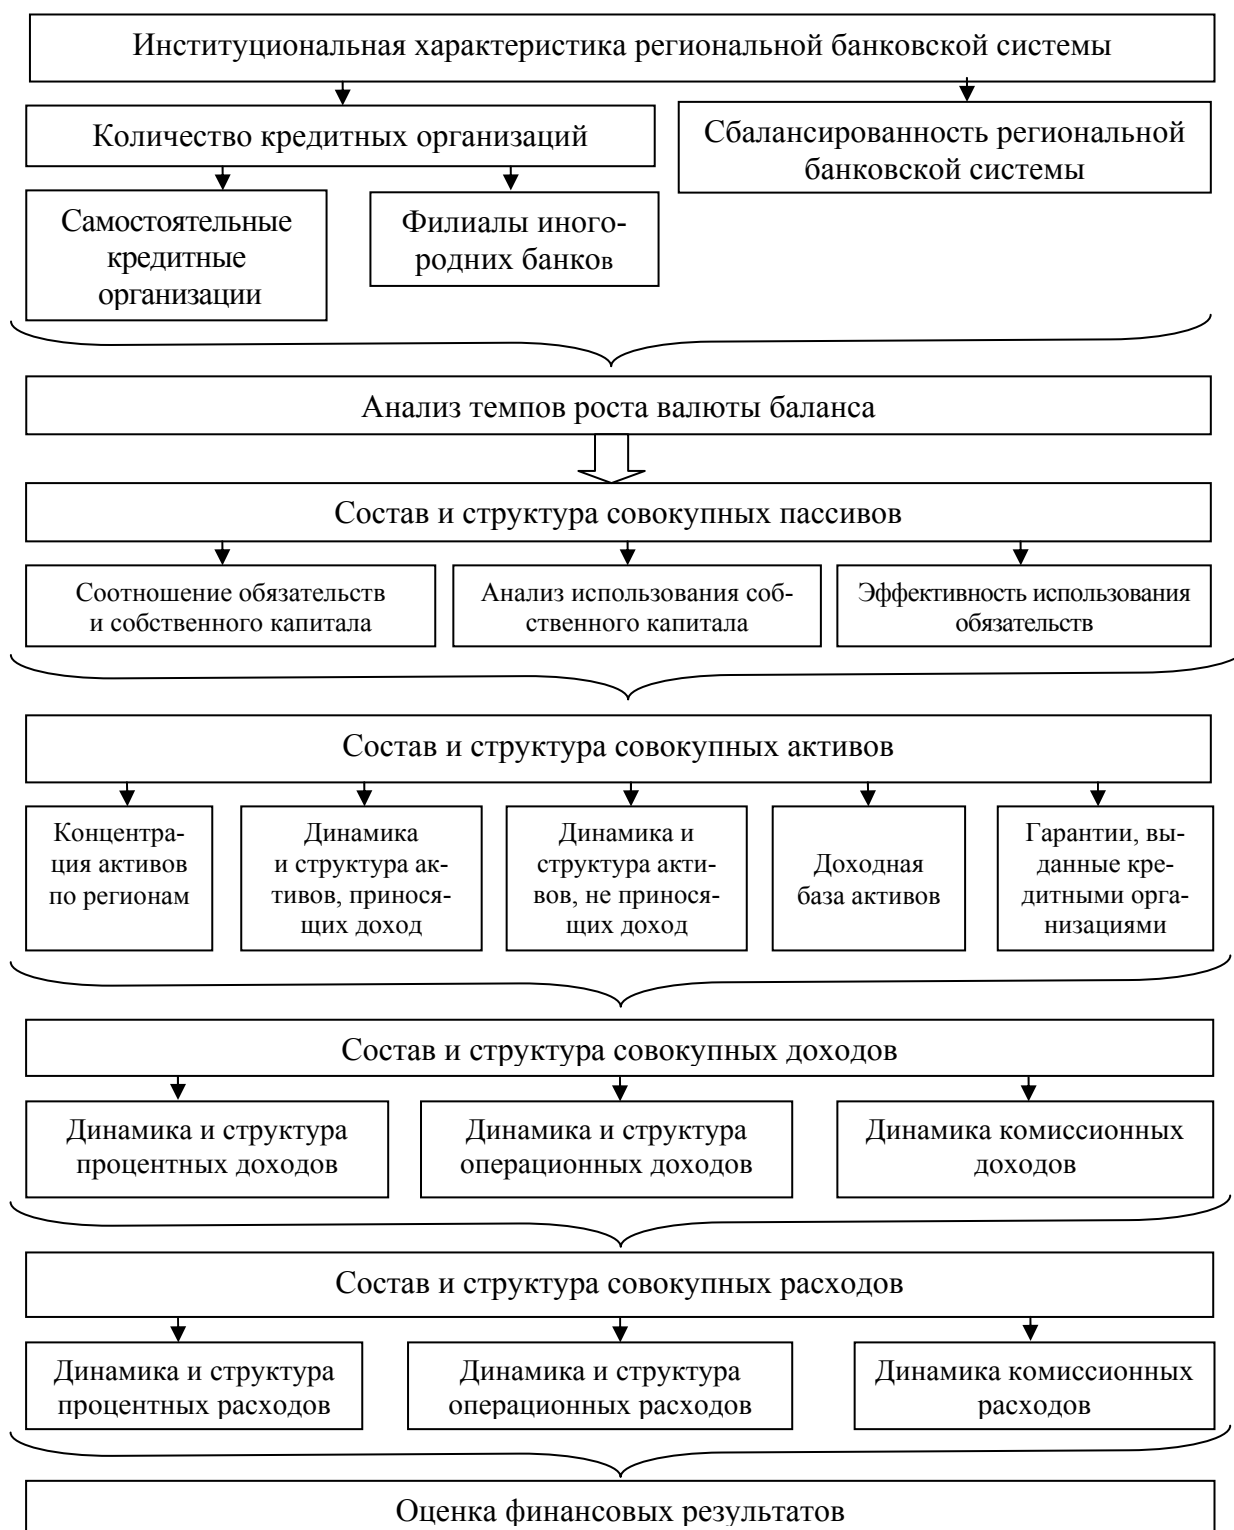 Институциональная характеристика региональной банковской системы
Количество кредитных организаций
Сбалансированность региональной
банковской системы
Самостоятельные
кредитные
организации
Филиалы иного-
родних банков
Анализ темпов роста валюты баланса
Состав и структура совокупных пассивов
Соотношение обязательств
и собственного капитала
Анализ использования соб-
ственного капитала
Эффективность использования
обязательств
Состав и структура совокупных активов
Концентра-
ция активов
по регионам
Динамика
и структура ак-
тивов, принося-
щих доход
Динамика и
структура акти-
вов, не принося-
щих доход
Доходная
база активов
Гарантии, вы-
данные кре-
дитными орга-
низациями
Состав и структура совокупных доходов
Динамика и структура
процентных доходов
Динамика и структура
операционных доходов
Динамика комиссионных
доходов
Состав и структура совокупных расходов
Динамика и структура
процентных расходов
Динамика и структура
операционных расходов
Динамика комиссионных
расходов
Оценка финансовых результатов